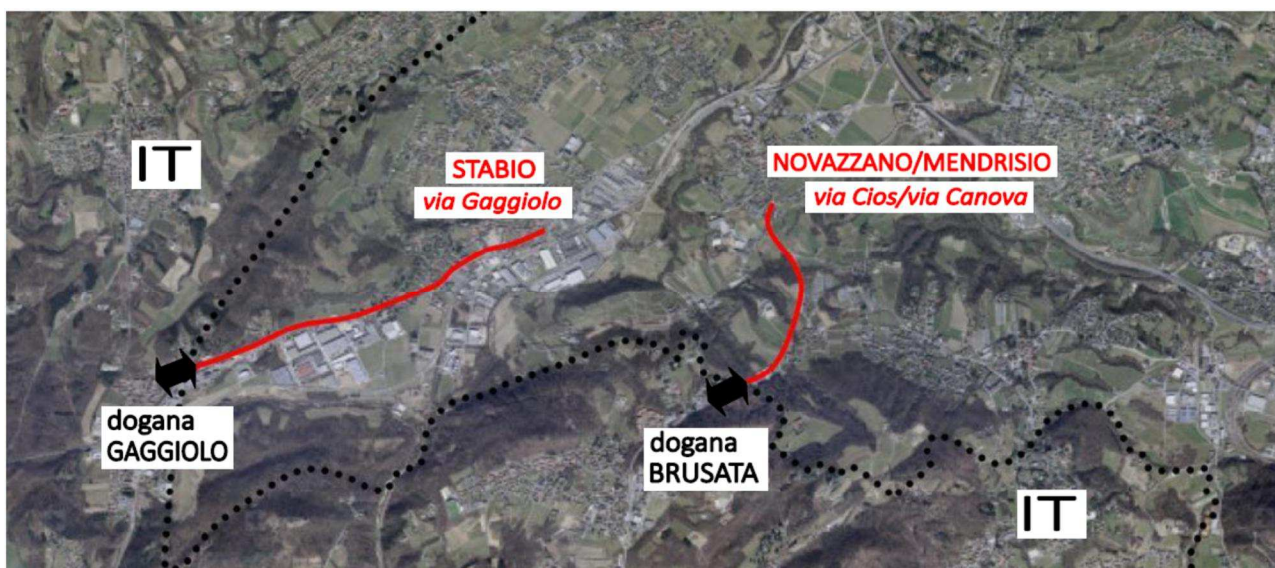 IT
STABIO
via Gaggiolo
NOVAZZANO/MENDRISIO
via Cios/via Canova
dogana
GAGGIOLO
dogana
BRUSATA
IT